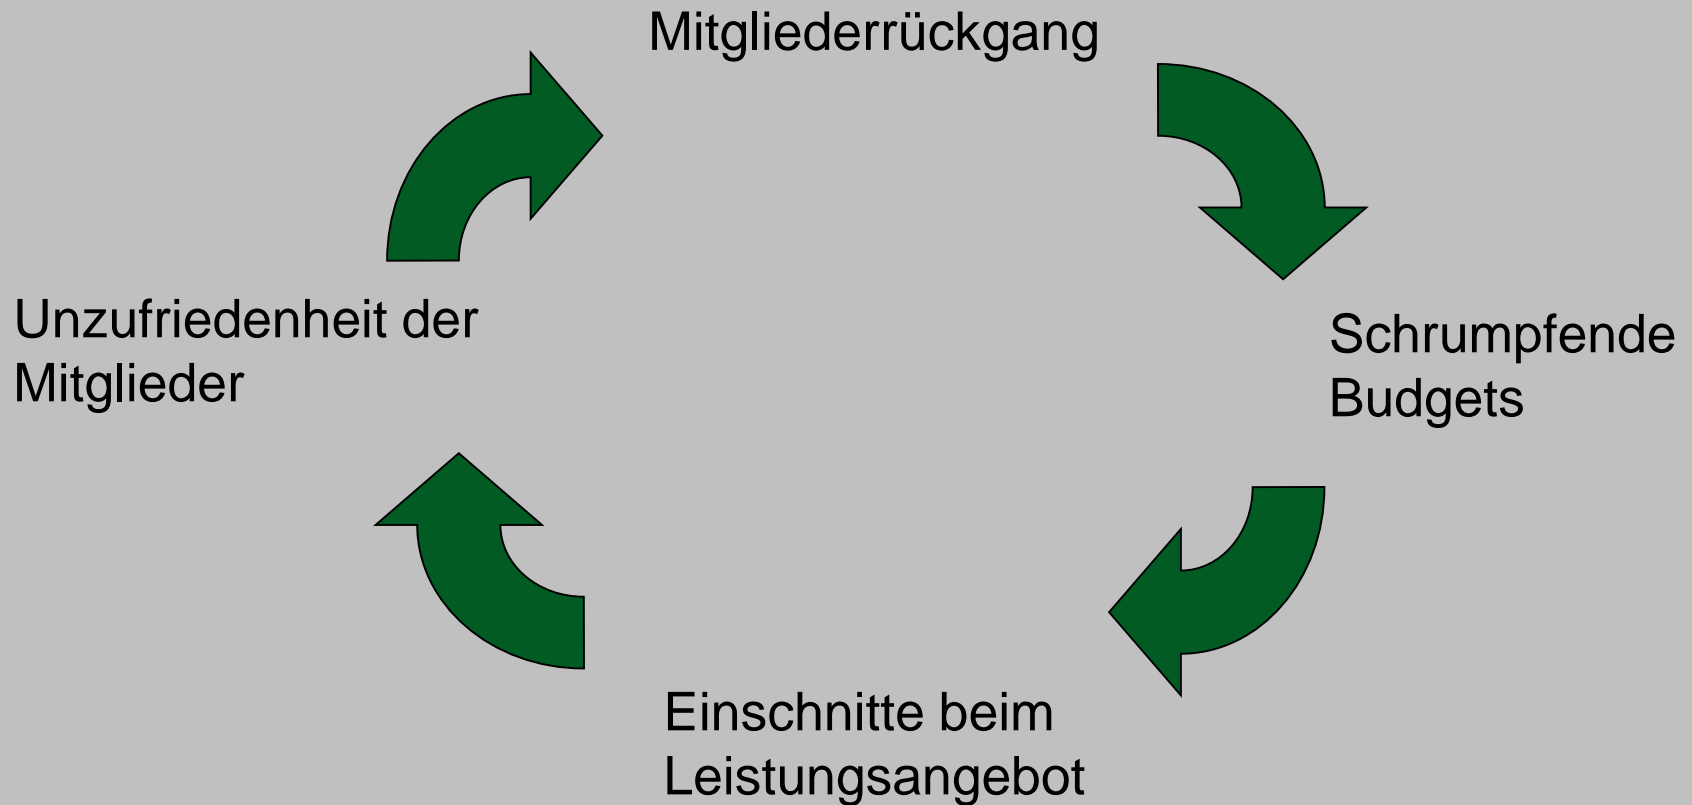 Mitgliederrückgang
Schrumpfende
Budgets
Einschnitte beim
Leistungsangebot
Unzufriedenheit der
Mitglieder